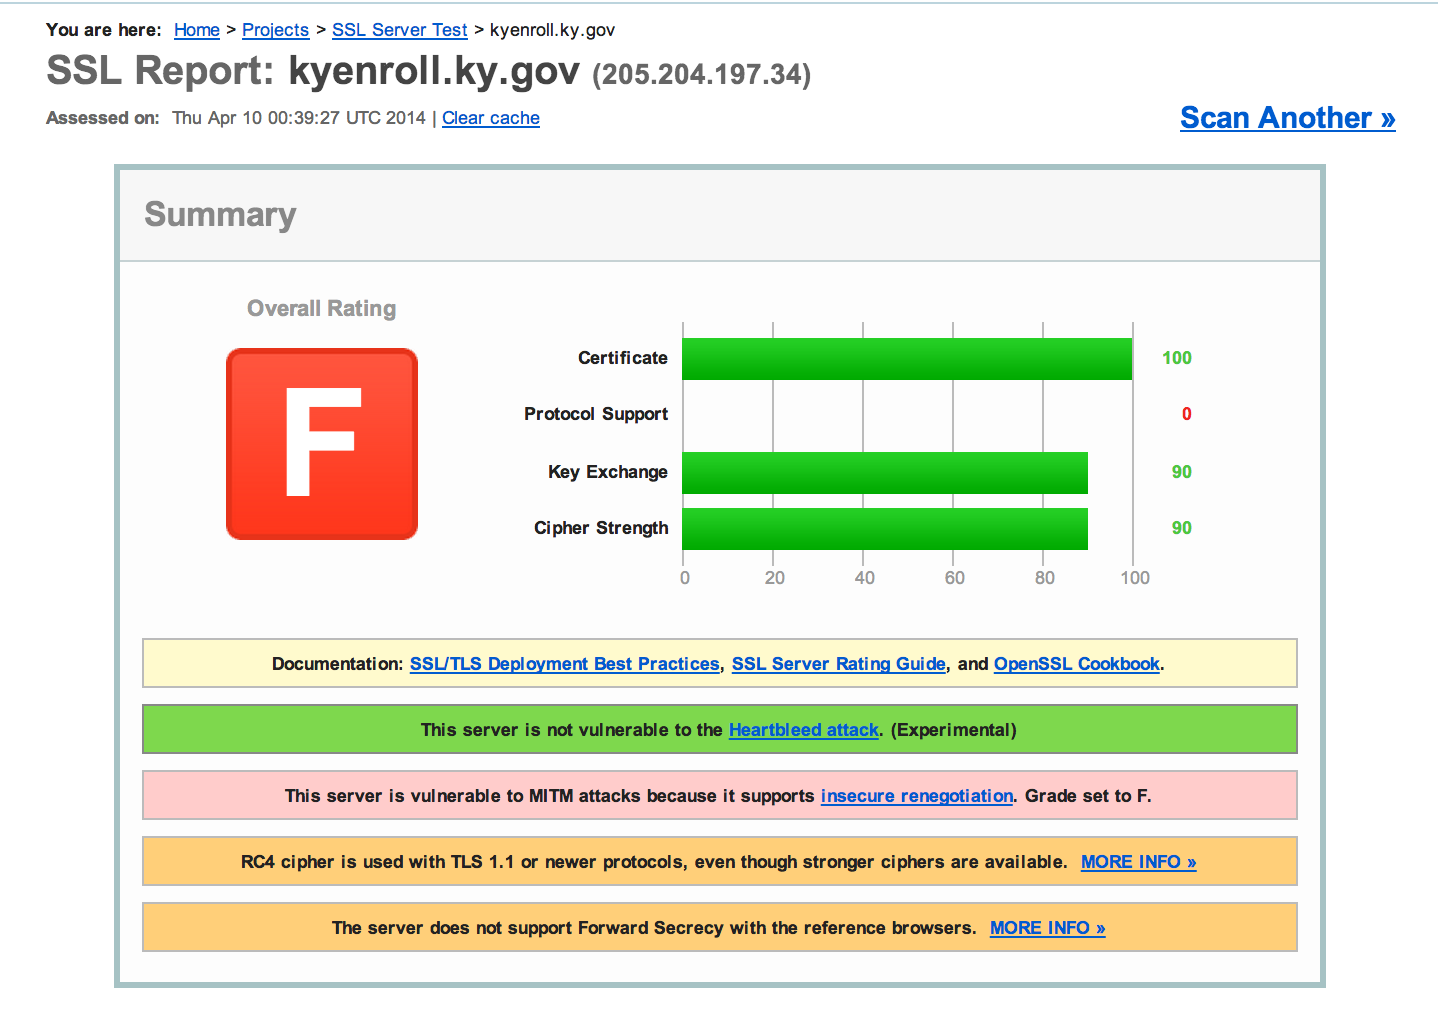 You are here: Home > Projects > SSL Server Test > kyenroll.ky.gov
SSL Report: kyenroll.ky.gov (205.204.197.34)
Assessed on: Thu Apr 10 00:39:27 UTC 2014 | Clear cache
Scan Another »
Summary
Overall Rating
F
Certificate 100
Protocol Support 0
Key Exchange 90
Cipher Strength 90
0 20 40 60 80 100
Documentation: SSL/TLS Deployment Best Practices, SSL Server Rating Guide, and OpenSSL Cookbook.
This server is not vulnerable to the Heartbleed attack. (Experimental)
This server is vulnerable to MITM attacks because it supports insecure renegotiation. Grade set to F.
RC4 cipher is used with TLS 1.1 or newer protocols, even though stronger ciphers are available. MORE INFO »
The server does not support Forward Secrecy with the reference browsers. MORE INFO »